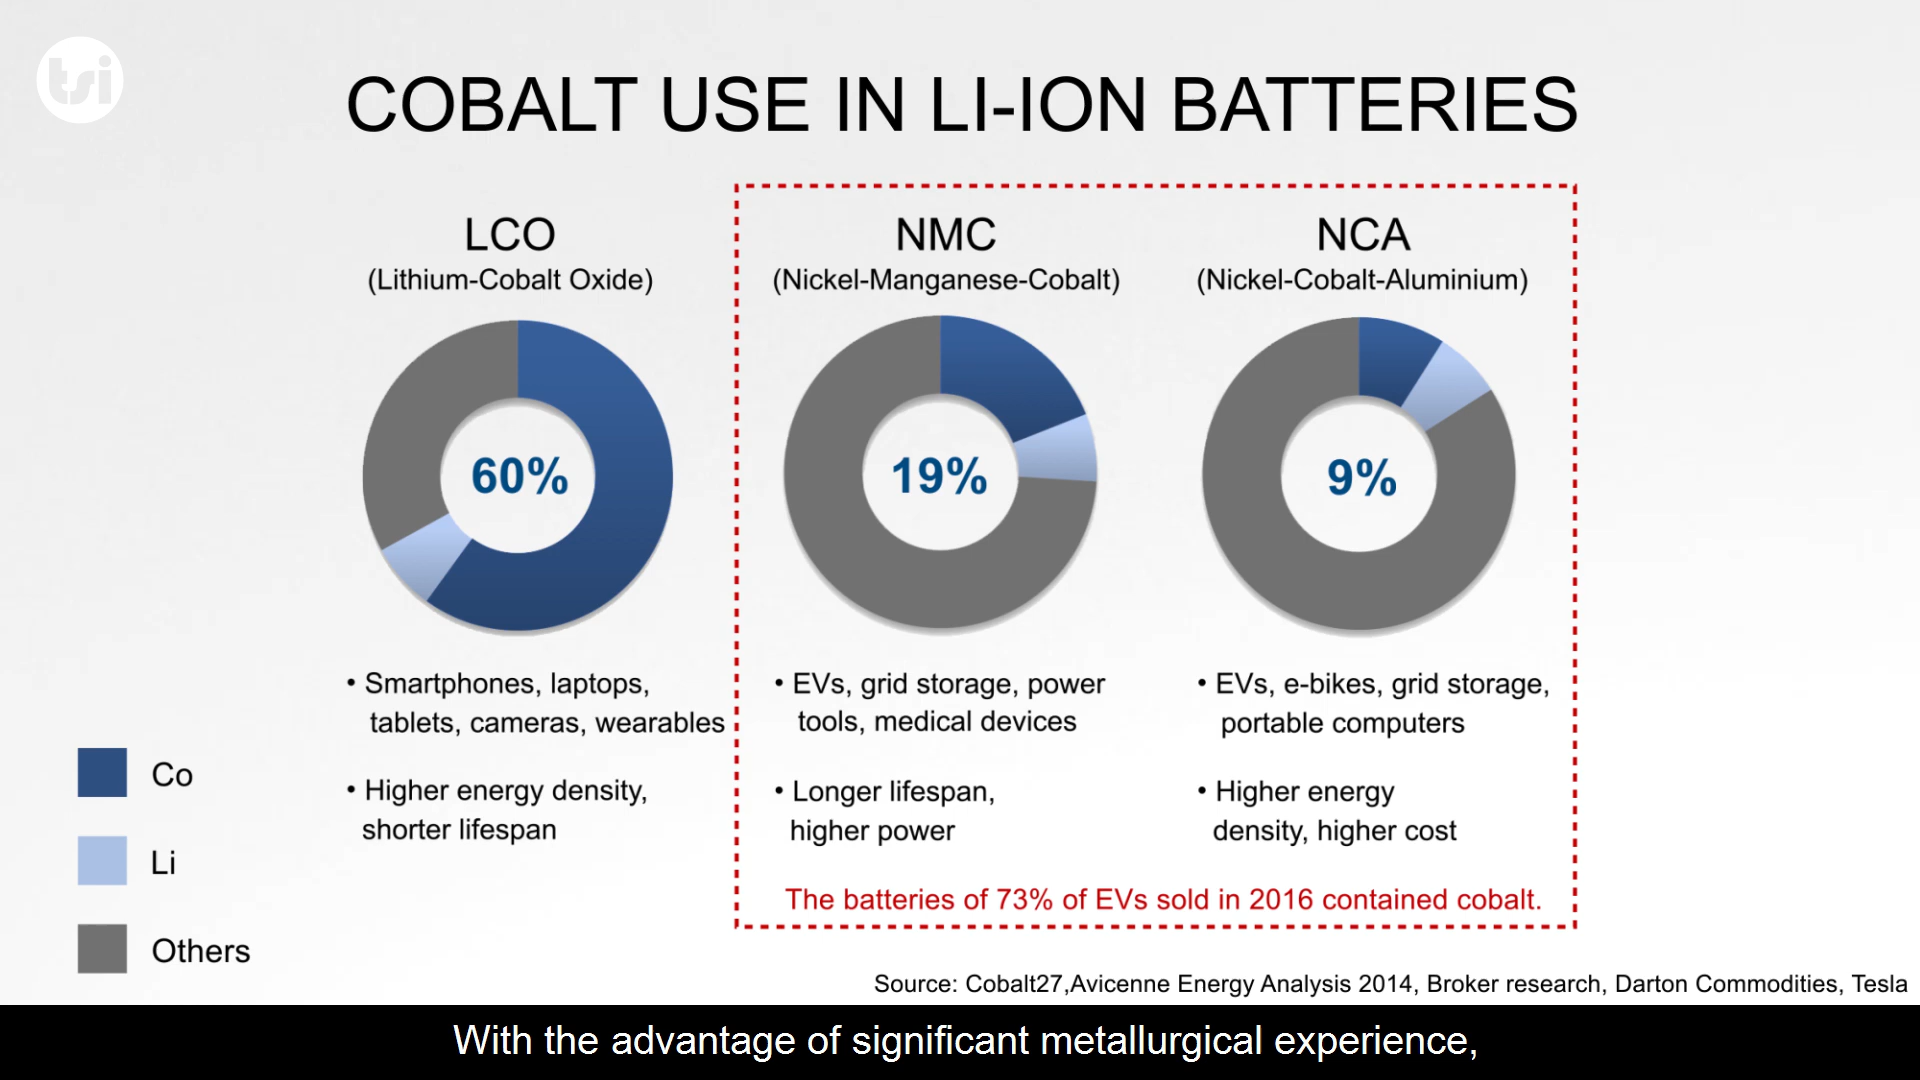 tsi
COBALT USE IN LI-ION BATTERIES
LCO
(Lithium-Cobalt Oxide)
60%
• Smartphones, laptops,
tablets, cameras, wearables
• Higher energy density,
shorter lifespan
NMC
(Nickel-Manganese-Cobalt)
19%
• EVs, grid storage, power
tools, medical devices
• Longer lifespan,
higher power
NCA
(Nickel-Cobalt-Aluminium)
9%
• EVs, e-bikes, grid storage,
portable computers
• Higher energy
density, higher cost
The batteries of 73% of EVs sold in 2016 contained cobalt.
Co
Li
Others
Source: Cobalt27,Avicenne Energy Analysis 2014, Broker research, Darton Commodities, Tesla
With the advantage of significant metallurgical experience,